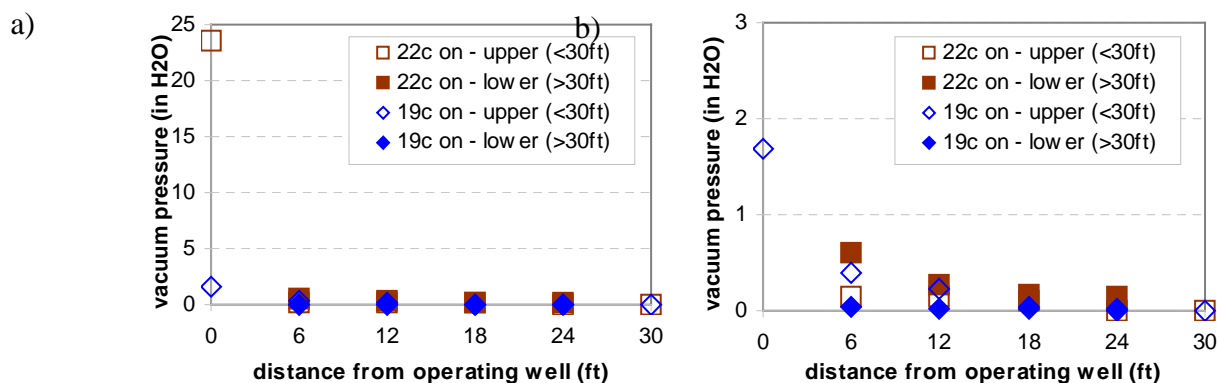 a)
vacuum pressure (in H2O)
25
20
15
10
5
0
22c on - upper (<30ft)
22c on - lower (>30ft)
19c on - upper (<30ft)
19c on - lower (>30ft)
0 6 12 18 24 30
distance from operating well (ft)
b)
vacuum pressure (in H2O)
3
2
1
0
22c on - upper (<30ft)
22c on - lower (>30ft)
19c on - upper (<30ft)
19c on - lower (>30ft)
0 6 12 18 24 30
distance from operating well (ft)